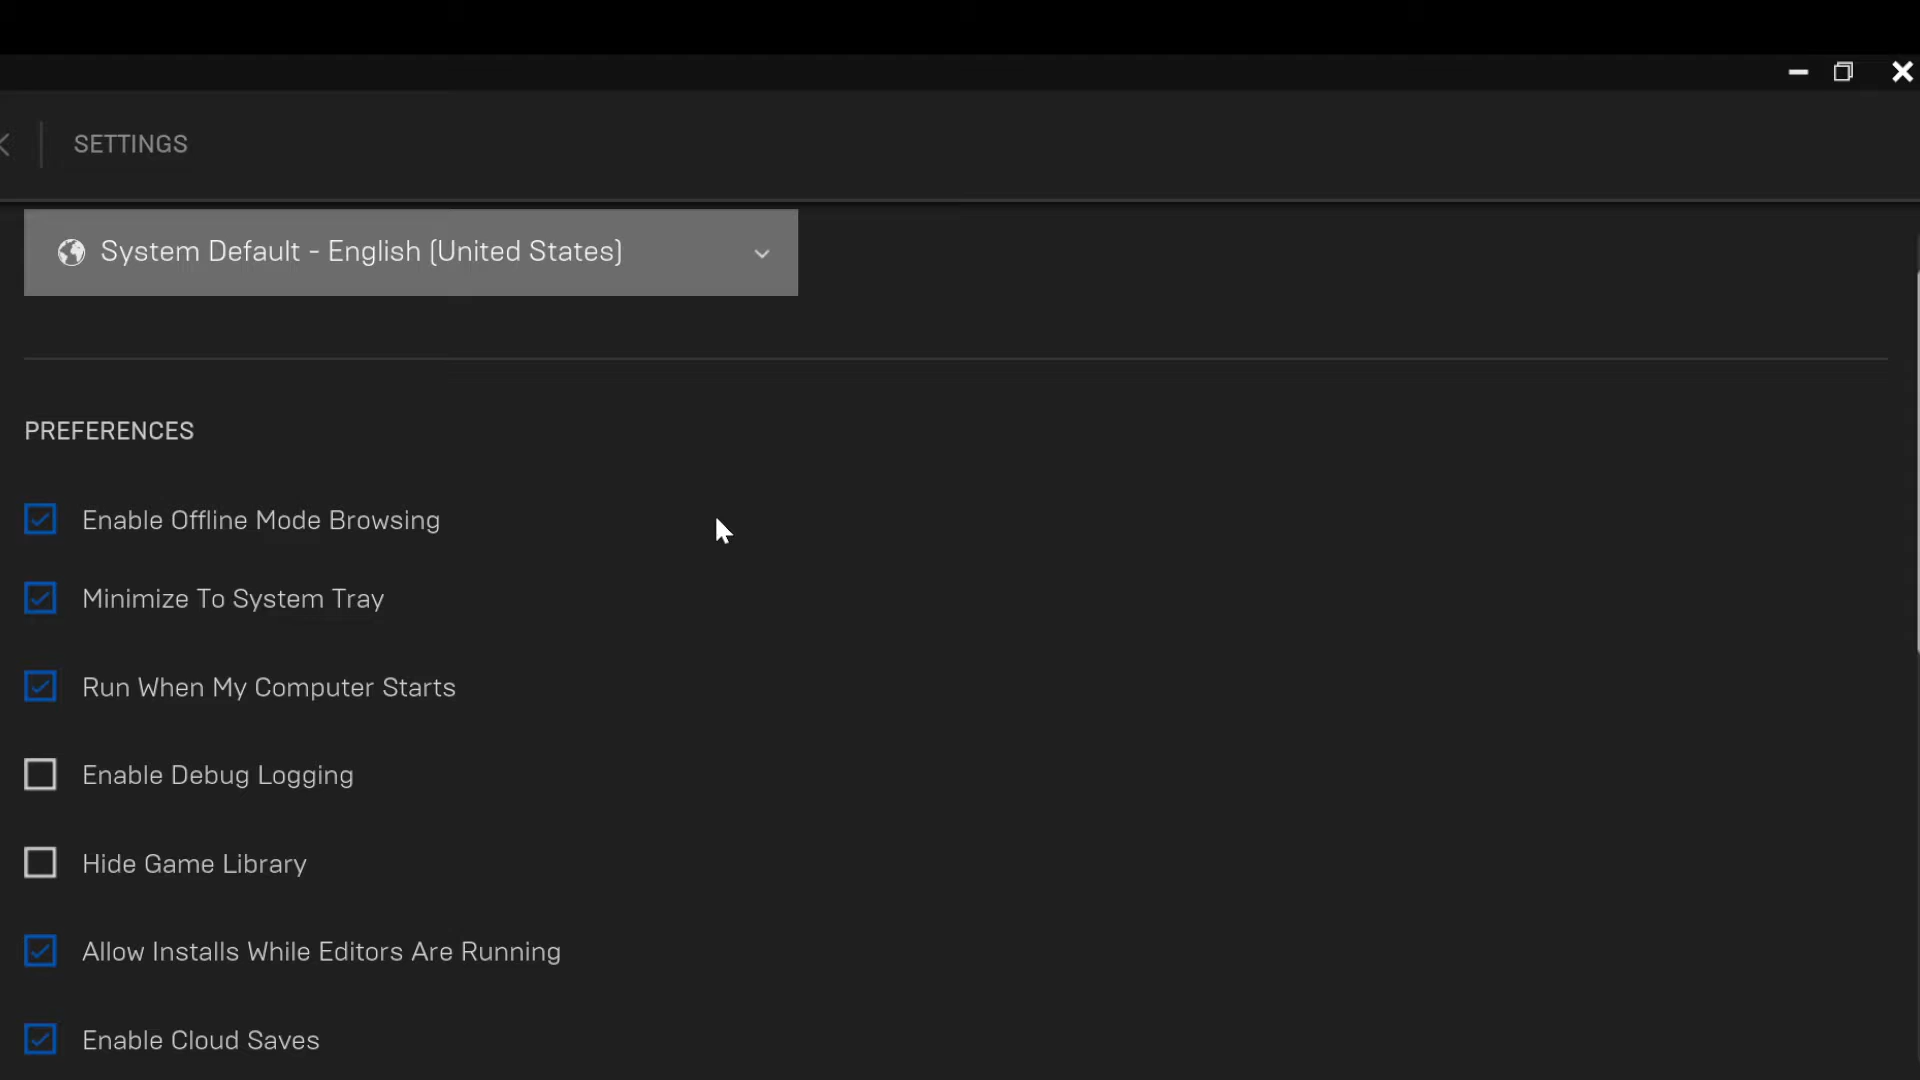 SETTINGS
System Default - English (United States)
PREFERENCES
Enable Offline Mode Browsing
Minimize To System Tray
Run When My Computer Starts
Enable Debug Logging
Hide Game Library
Allow Installs While Editors Are Running
Enable Cloud Saves